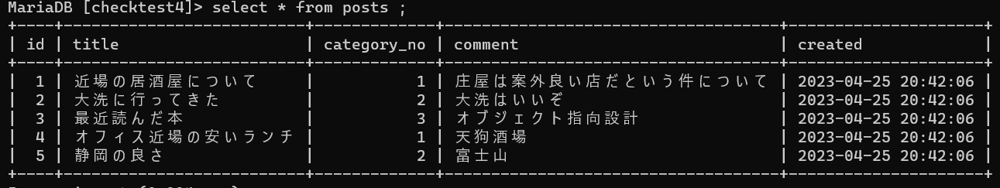 MariaDB [checktest4]> select * from posts ;
+----+---------------------------+-------------+-------------------------------------+---------------------+
| id | title | category_no | comment | created |
+----+---------------------------+-------------+-------------------------------------+---------------------+
| 1 | 近場の居酒屋について | 1 | 庄屋は案外良い店だという件について | 2023-04-25 20:42:06 |
| 2 | 大洗に行ってきた | 2 | 大洗はいいぞ | 2023-04-25 20:42:06 |
| 3 | 最近読んだ本 | 3 | オブジェクト指向設計 | 2023-04-25 20:42:06 |
| 4 | オフィス近場の安いランチ | 1 | 天狗酒場 | 2023-04-25 20:42:06 |
| 5 | 静岡の良さ | 2 | 富士山 | 2023-04-25 20:42:06 |
+----+---------------------------+-------------+-------------------------------------+---------------------+